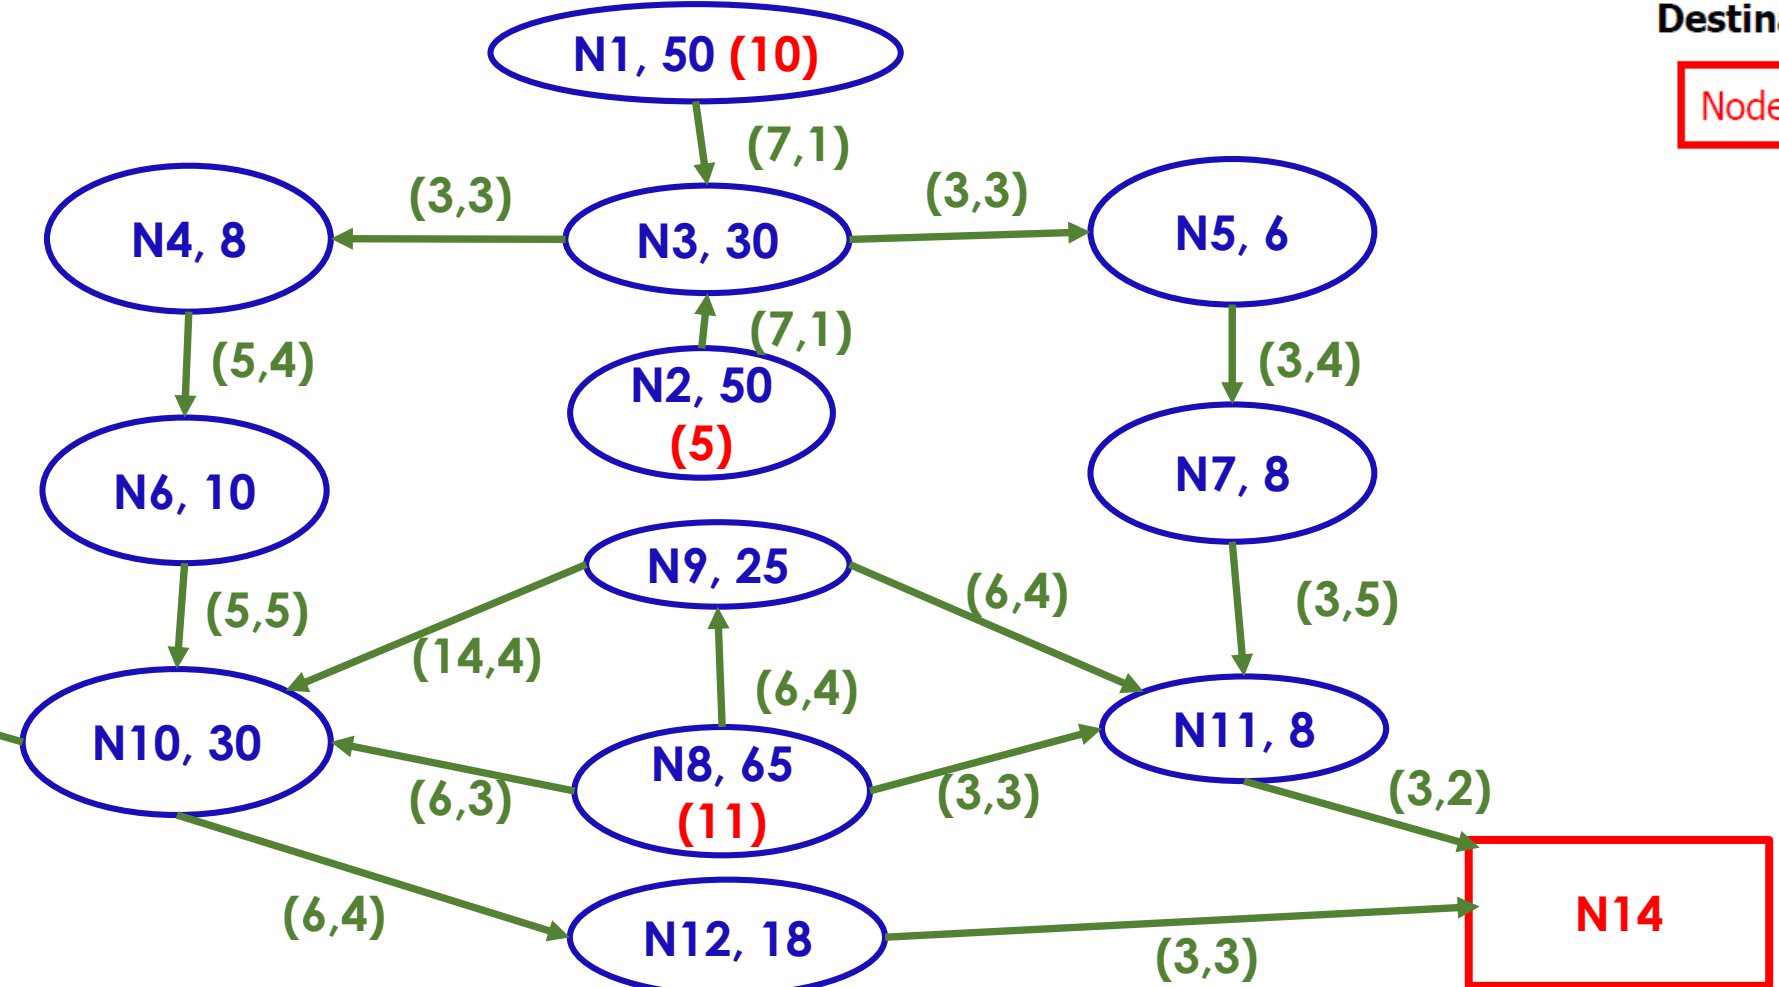 Destin
N1, 50 (10)
Node
(7,1)
(3,3)
(3,3)
N4, 8
N3, 30
N5, 6
(7,1)
(5,4)
(3,4)
N2, 50
(5)
N6, 10
N7, 8
N9, 25
(6,4)
(3,5)
(5,5)
(14,4)
(6,4)
N10, 30
N8, 65
(11)
N11, 8
(6,3)
(3,3)
(3,2)
(6,4)
N12, 18
N14
(3,3)